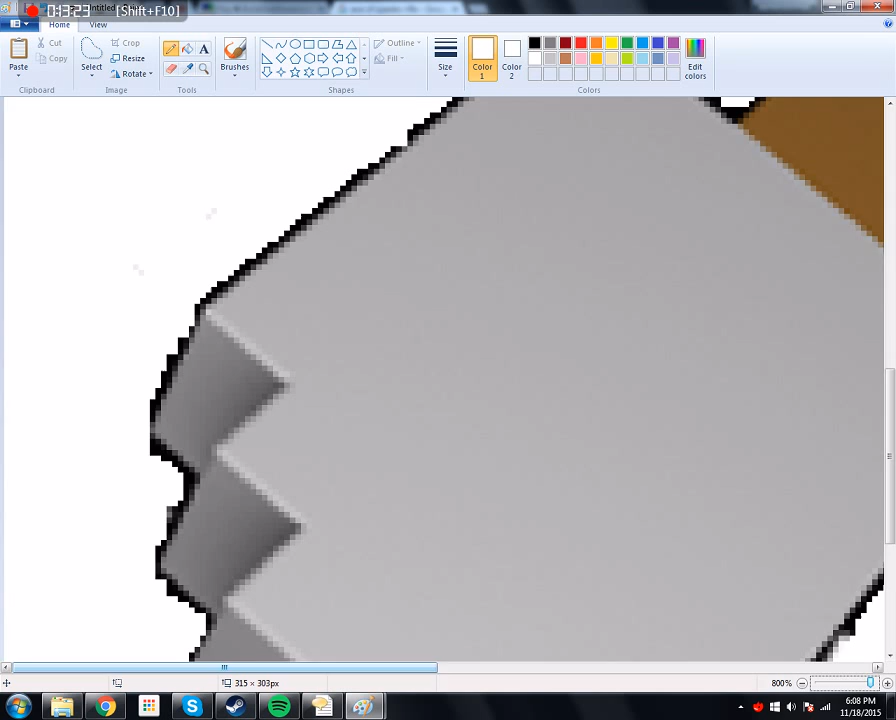 0:13:23 [Shift+F10]
Home View
Paste
Cut
Copy
Clipboard
Select
Crop
Resize
Rotate
Image
A
Tools
Brushes
Shapes
Outline
Fill
Size
Color
1
Color
2
Edit
colors
Colors
315 × 303px
800%
6:08 PM
11/18/2015